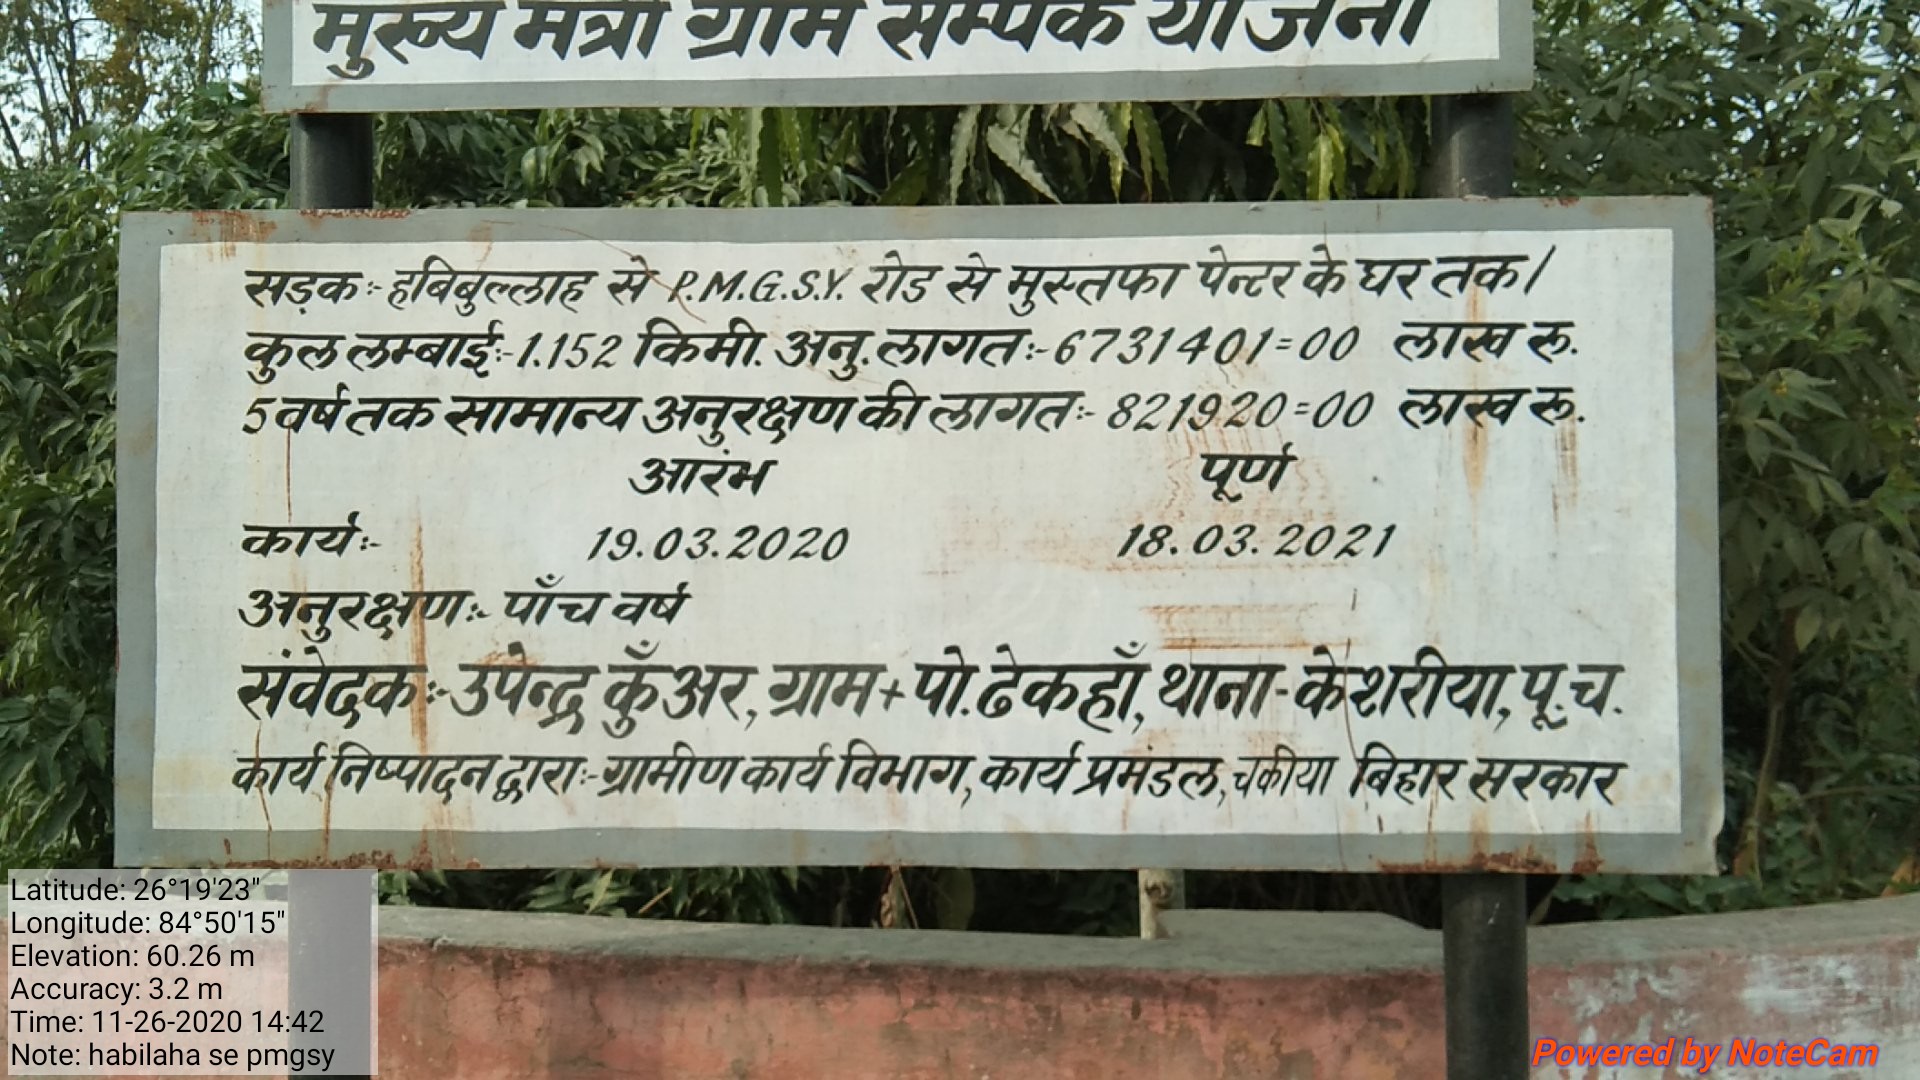 मुख्य मंत्री ग्राम सम्पर्क योजना
सड़क:- हबिबुल्लाह से P.M.G.S.Y. रोड से मुस्तफा पेन्टर के घर तक/
कुल लम्बाई:- 1.152 किमी. अनु. लागत:- 6731401=00 लाख रू.
5 वर्ष तक सामान्य अनुरक्षण की लागत:- 821920=00 लाख रू.
आरंभ पूर्ण
कार्य:- 19.03.2020 18.03.2021
अनुरक्षण:- पाँच वर्ष
संवेदक:- उपेन्द्र कुँअर, ग्राम + पो. ढेकहाँ, थाना - केशरीया, पू. च.
कार्य निष्पादन द्वारा:- ग्रामीण कार्य विभाग, कार्य प्रमंडल, चकीया बिहार सरकार
Latitude: 26°19'23"
Longitude: 84°50'15"
Elevation: 60.26 m
Accuracy: 3.2 m
Time: 11-26-2020 14:42
Note: habilaha se pmgsy
Powered by NoteCam